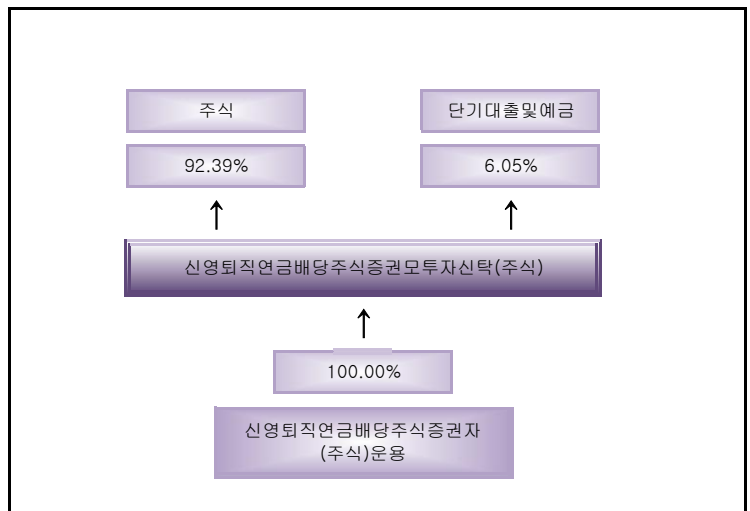 주식
단기대출및예금
92.39%
6.05%
신영퇴직연금배당주식증권모투자신탁(주식)
100.00%
신영퇴직연금배당주식증권자
(주식)운용